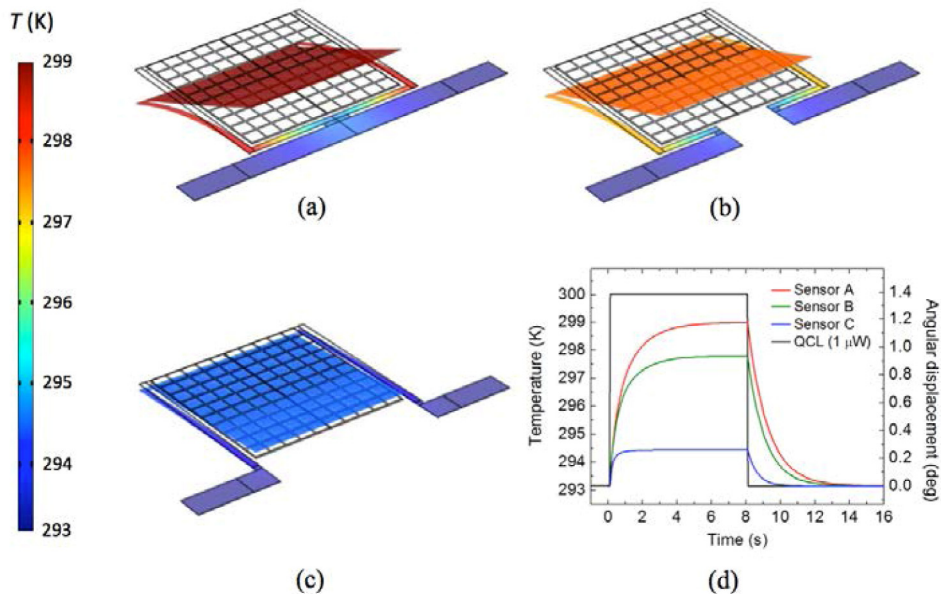 T (K)
299
298
297
296
295
294
293
(a)
(b)
(c)
300
299
298
297
296
295
294
293
Temperature (K)
Sensor A
Sensor B
Sensor C
QCL (1 μW)
1.4
1.2
1.0
0.8
0.6
0.4
0.2
0.0
Angular displacement (deg)
0 2 4 6 8 10 12 14 16
Time (s)
(d)